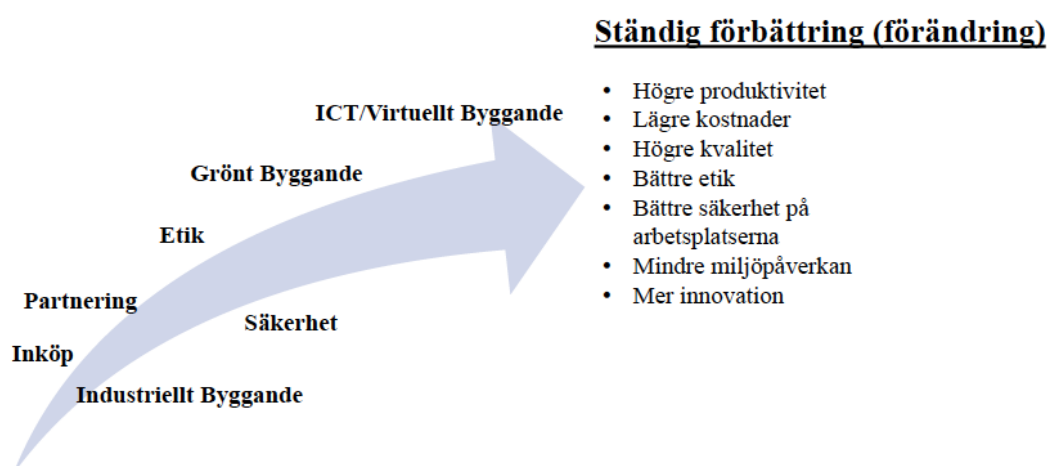 Ständig förbättring (förändring)
ICT/Virtuellt Byggande
Grönt Byggande
Etik
Partnering
Säkerhet
Inköp
Industriellt Byggande
• Högre produktivitet
• Lägre kostnader
• Högre kvalitet
• Bättre etik
• Bättre säkerhet på
arbetsplatserna
• Mindre miljöpåverkan
• Mer innovation